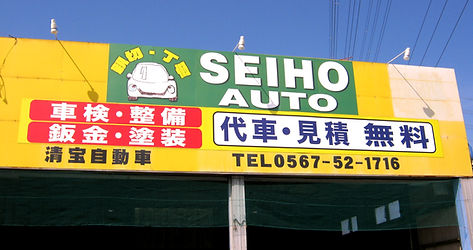 親切・丁寧
SEIHO
AUTO
車検・整備
鈑金・塗装
代車・見積 無料
清宝自動車
TEL0567-52-1716